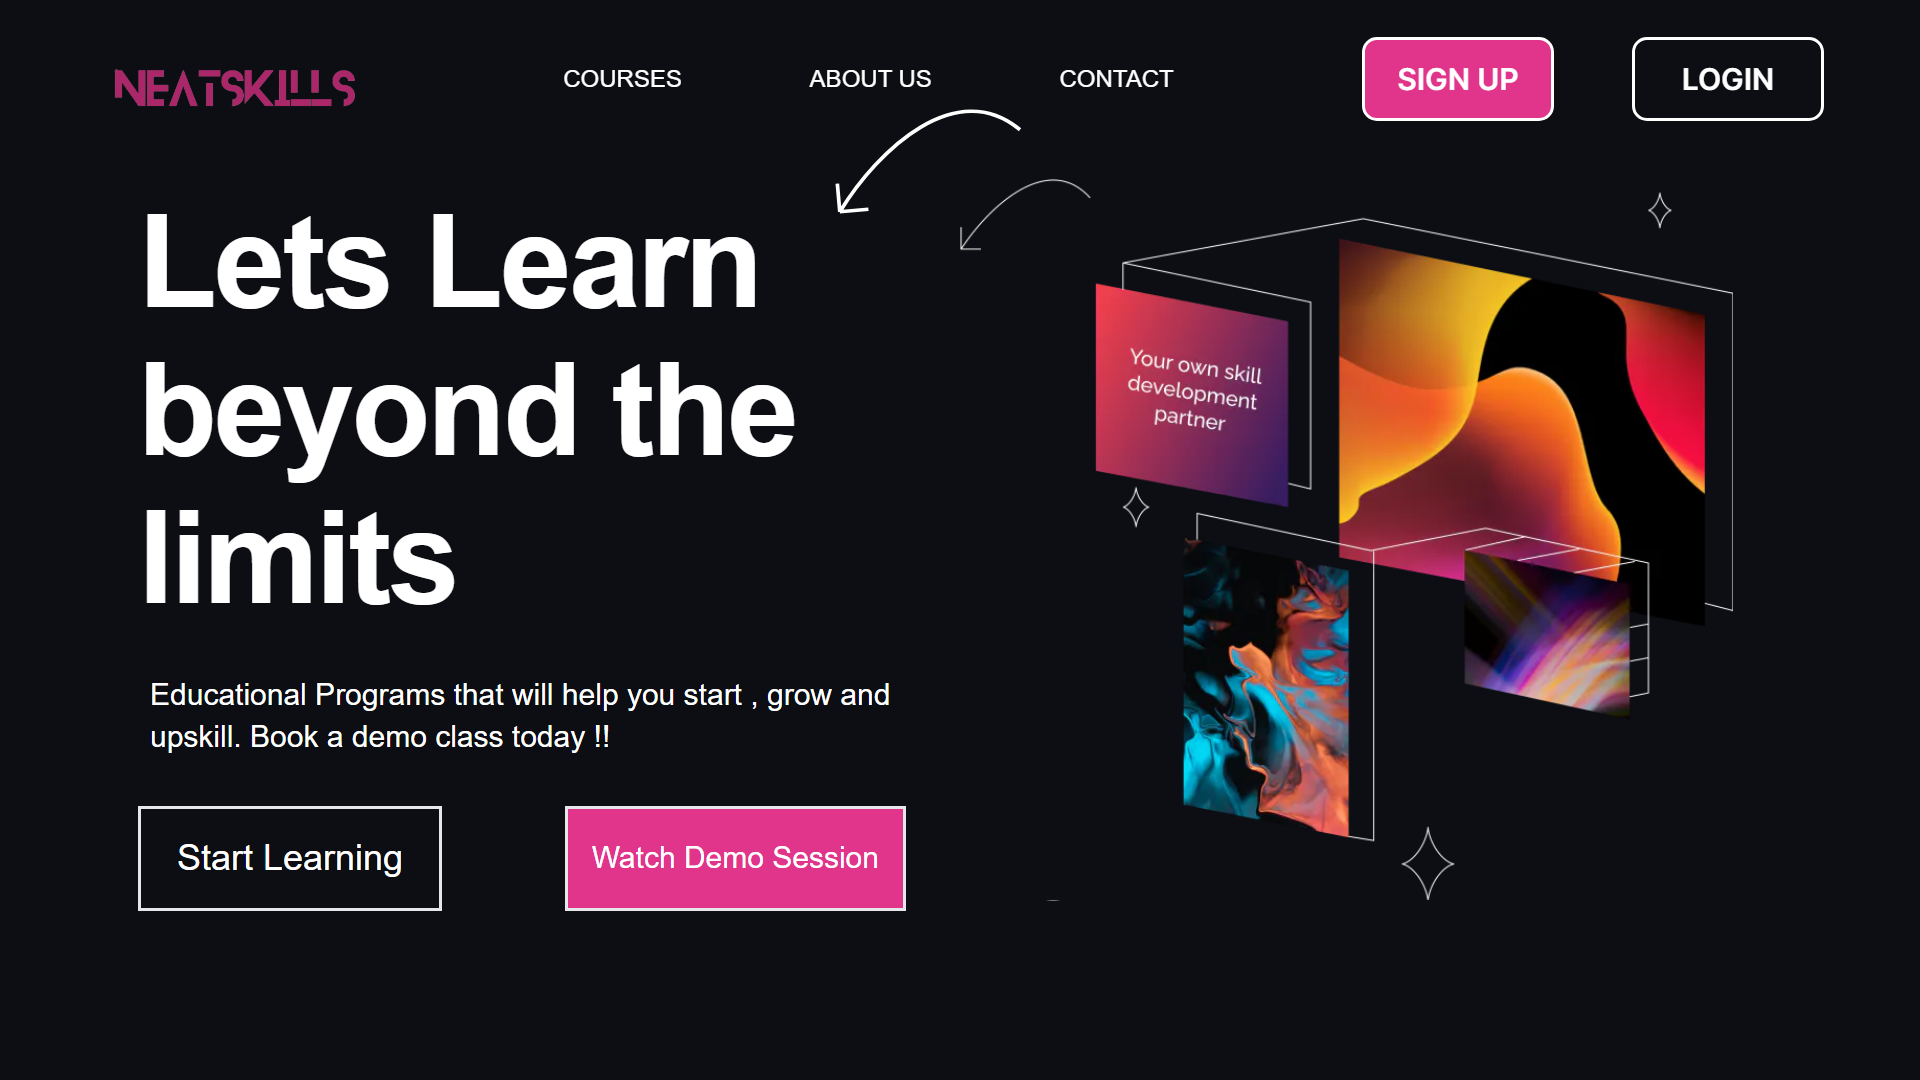 NEATSKILLS
COURSES
ABOUT US
CONTACT
SIGN UP
LOGIN
Lets Learn
beyond the
limits
Your own skill
development
partner
Educational Programs that will help you start , grow and
upskill. Book a demo class today !!
Start Learning
Watch Demo Session